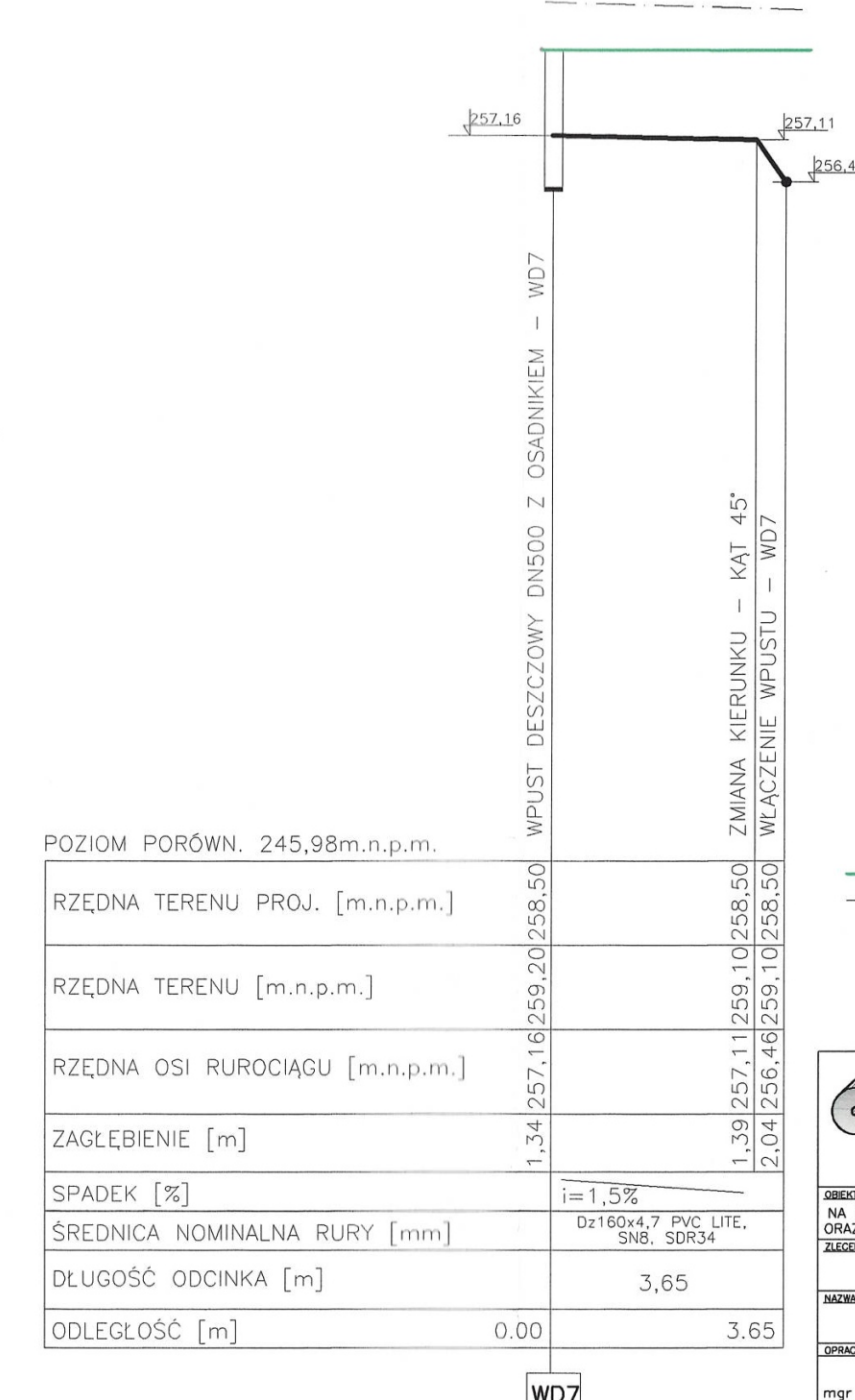 257,16
257,11
256,4
WPUST DESZCZOWY DN500 Z OSADNIKIEM – WD7
ZMIANA KIERUNKU – KĄT 45°
WŁĄCZENIE WPUSTU – WD7
POZIOM PORÓWN. 245,98m.n.p.m.
RZĘDNA TERENU PROJ. [m.n.p.m.] 258,50 258,50 258,50
RZĘDNA TERENU [m.n.p.m.] 259,20 259,10 259,10
RZĘDNA OSI RUROCIĄGU [m.n.p.m.] 257,16 257,11 256,46
ZAGŁĘBIENIE [m] 1,34 1,39 2,04
SPADEK [%] i=1,5%
ŚREDNICA NOMINALNA RURY [mm] Dz160x4,7 PVC LITE,
SN8, SDR34
DŁUGOŚĆ ODCINKA [m] 3,65
ODLEGŁOŚĆ [m] 0.00 3.65
WD7
OBIEKT
NA
ORAZ
ZLECE
NAZWA
OPRAC
mgr